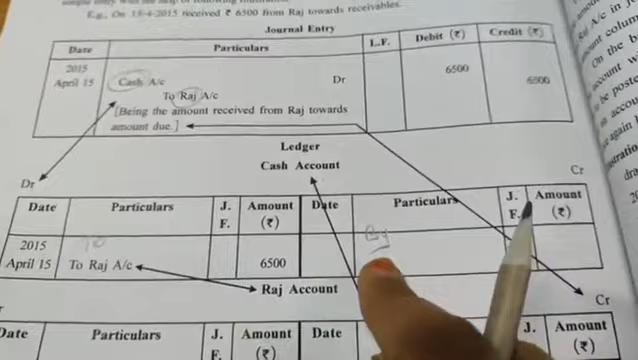 E.g., On 15-4-2015 received ₹ 6500 from Raj towards receivables.
Journal Entry
Date Particulars L.F. Debit (₹) Credit (₹)
2015
April 15 Cash A/c Dr 6500
To Raj A/c 6500
[Being the amount received from Raj towards
amount due.]
Ledger
Cash Account
Dr Cr
Date Particulars J. F. Amount (₹) Date Particulars J. F. Amount (₹)
2015 By
April 15 To Raj A/c 6500
Raj Account
Cr
Date Particulars J. F. Amount (₹) Date J. Amount (₹)